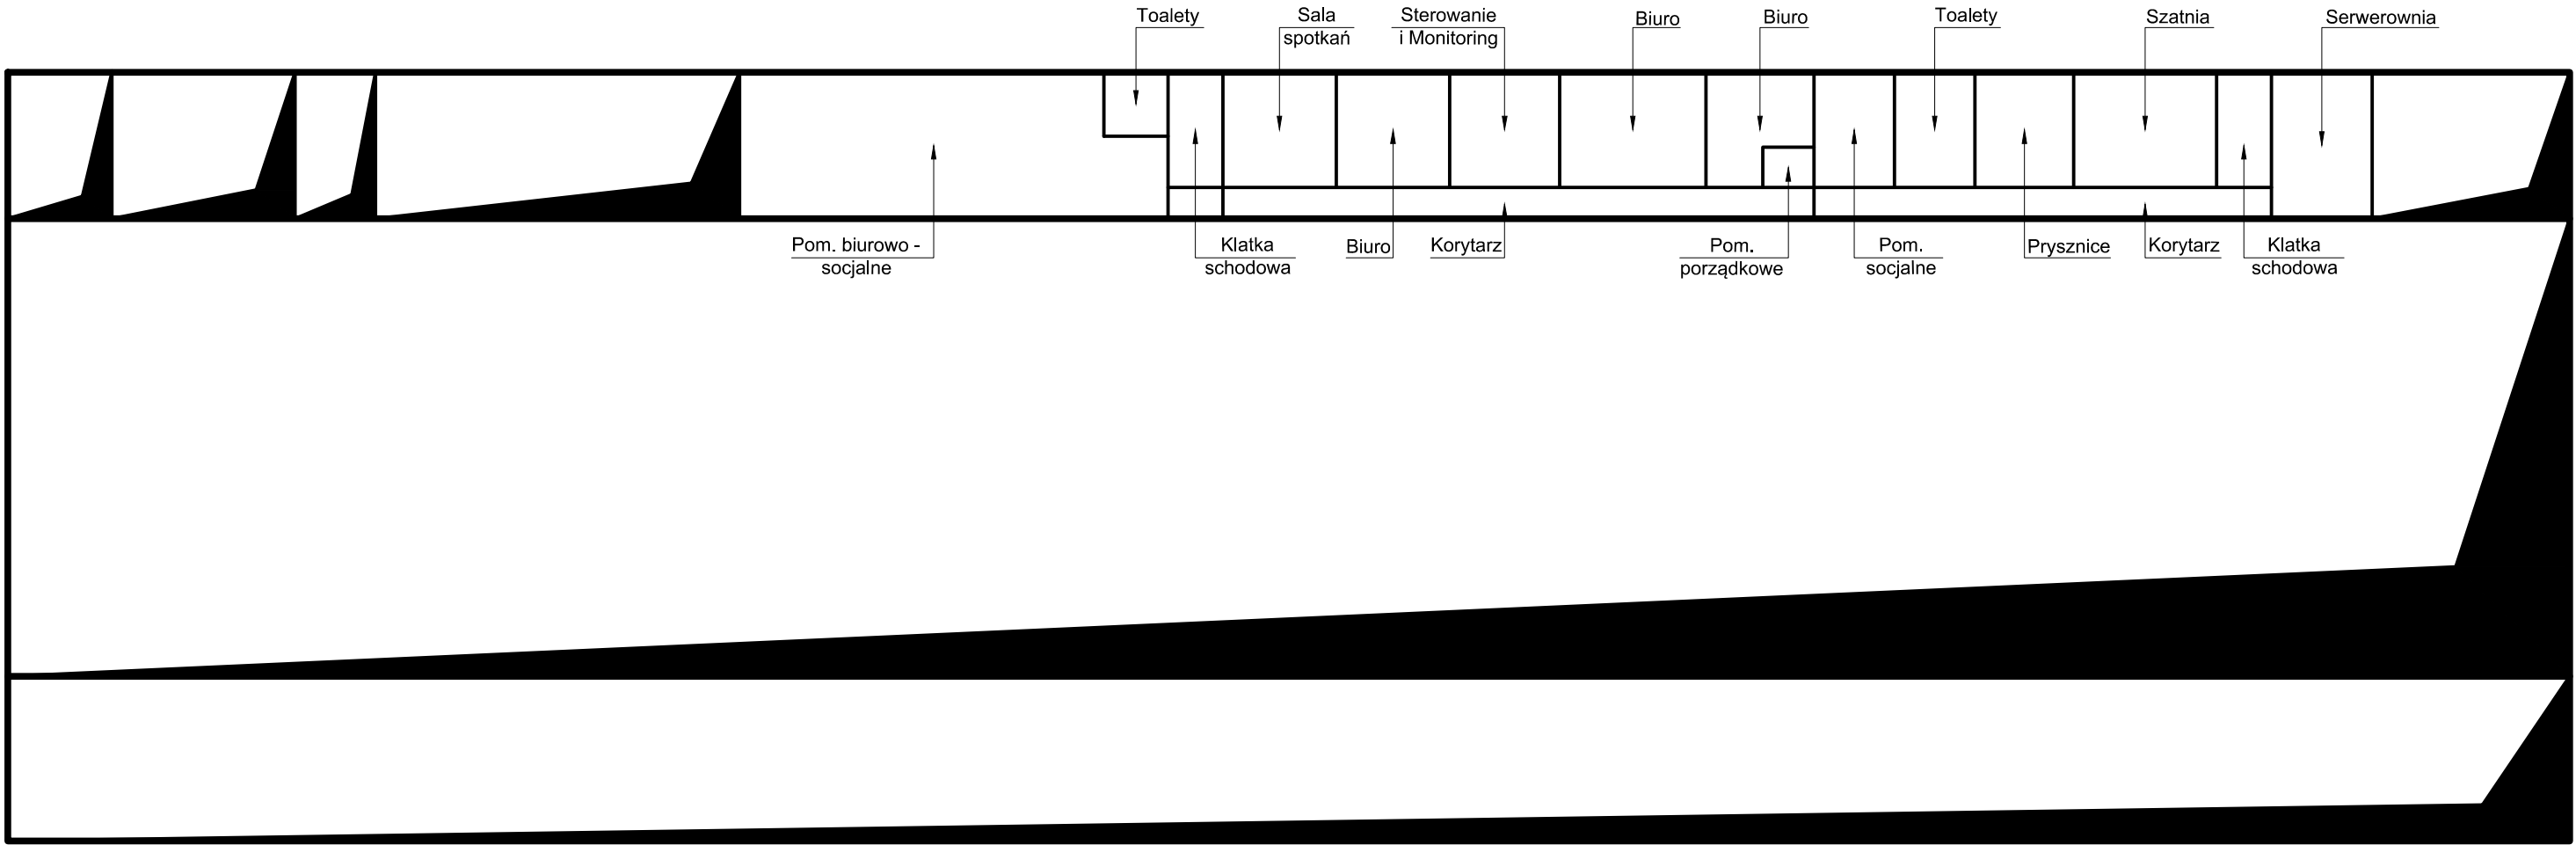 Toalety
Sala
spotkań
Sterowanie
i Monitoring
Biuro
Biuro
Toalety
Szatnia
Serwerownia
Pom. biurowo -
socjalne
Klatka
schodowa
Biuro
Korytarz
Pom.
porządkowe
Pom.
socjalne
Prysznice
Korytarz
Klatka
schodowa